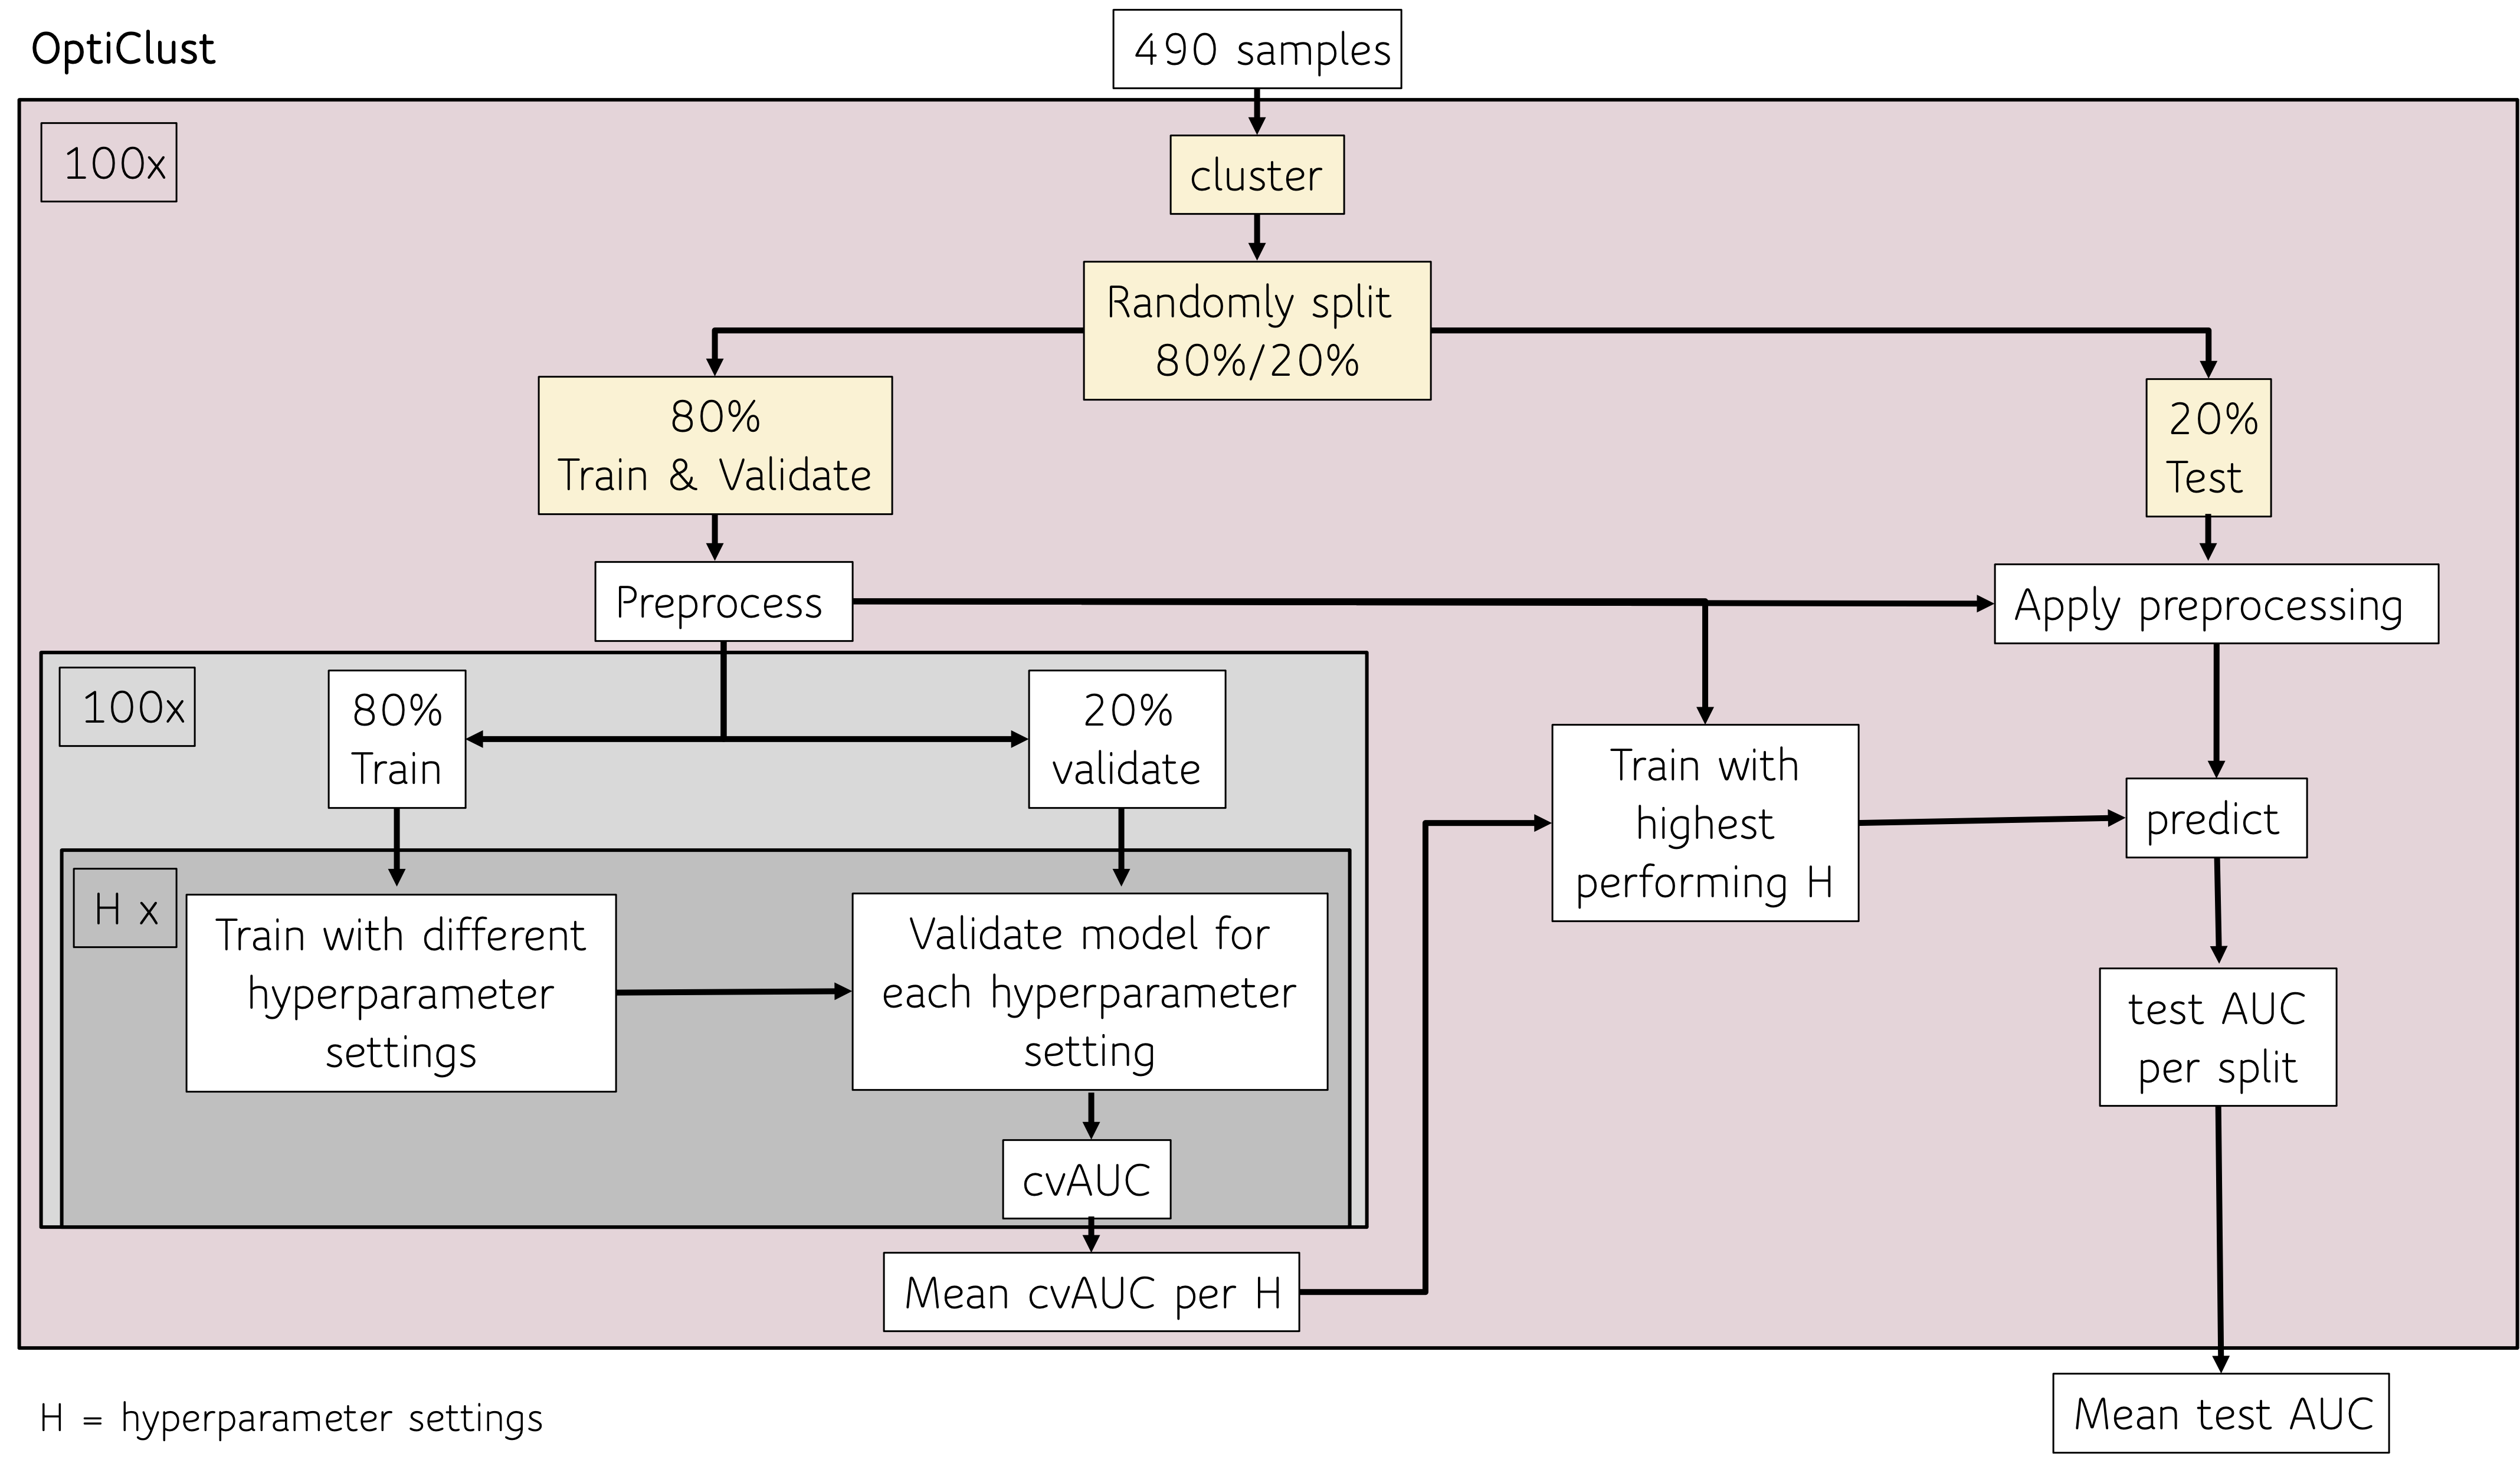 OptiClust
490 samples
100x
cluster
Randomly split
80%/20%
80%
Train & Validate
20%
Test
Preprocess
Apply preprocessing
100x
80%
Train
20%
validate
Train with
highest
performing H
predict
H x
Train with different
hyperparameter
settings
Validate model for
each hyperparameter
setting
test AUC
per split
cvAUC
Mean cvAUC per H
H = hyperparameter settings
Mean test AUC